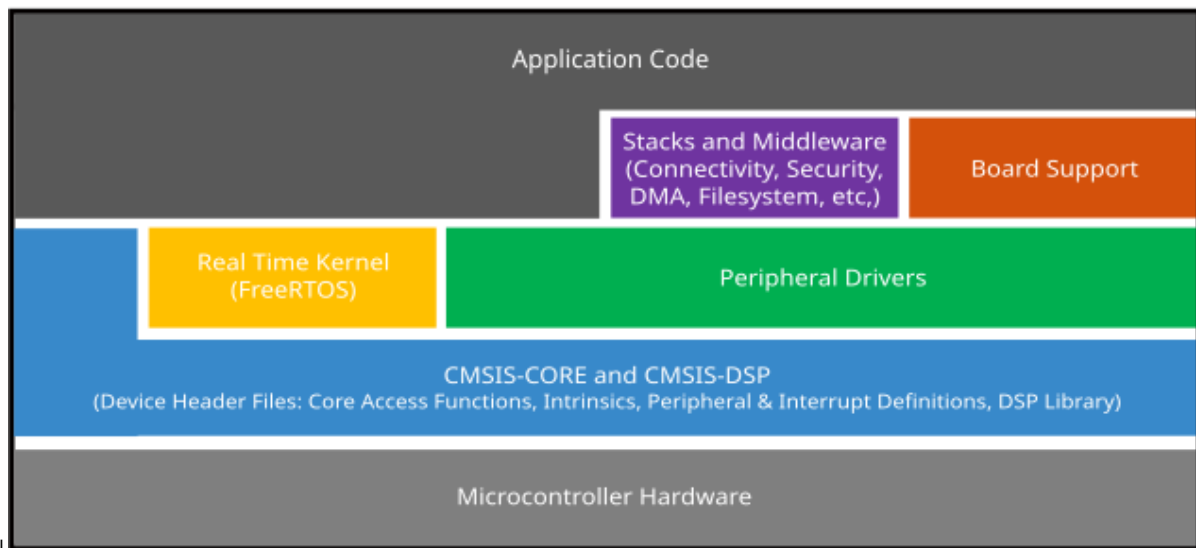 Application Code
Stacks and Middleware
(Connectivity, Security,
DMA, Filesystem, etc,)
Board Support
Real Time Kernel
(FreeRTOS)
Peripheral Drivers
CMSIS-CORE and CMSIS-DSP
(Device Header Files: Core Access Functions, Intrinsics, Peripheral & Interrupt Definitions, DSP Library)
Microcontroller Hardware